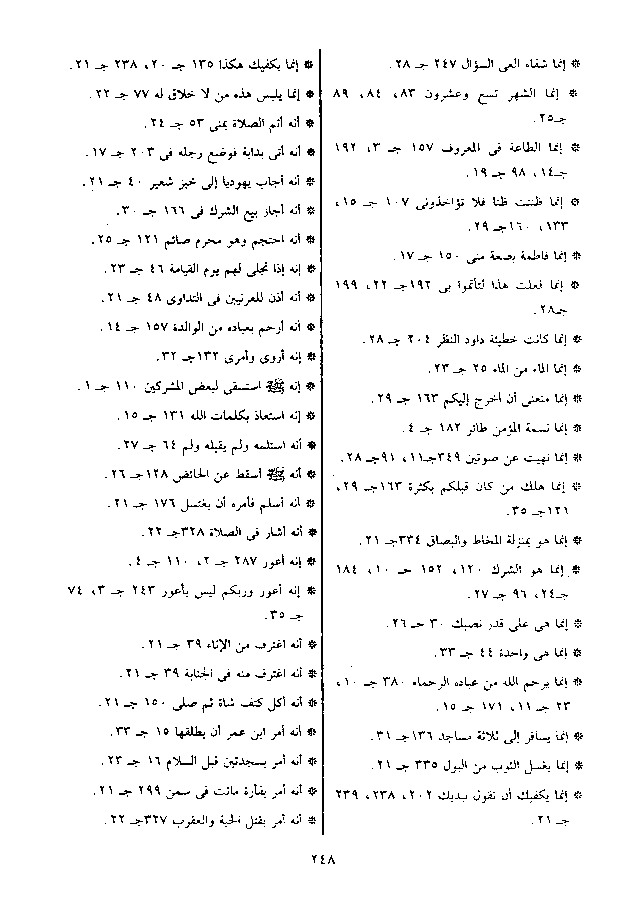 * إنما شفاء العى السؤال ٢٤٧ جـ ٢٨.
* إنما الشهر تسع وعشرون ٨٣، ٨٤، ٨٩
جـ٢٥.
* إنما الطاعة فى المعروف ١٥٧ جـ ٣، ١٩٢
جـ١٤، ٩٨ جـ ١٩.
* إنما ظننت ظنا فلا تؤاخذونى ١٠٧ جـ ١٥،
١٣٣، ١٦٠جـ ٢٩.
* إنما فاطمة بضعة منى ١٥٠ جـ ١٧.
* إنما فعلت هذا لتأتموا بى ١٩٢جـ ٢٢، ١٩٩
جـ٢٨.
* إنما كانت خطيئة داود النظر ٢٠٤ جـ ٢٨.
* إنما الماء من الماء ٢٥ جـ ٢٣.
* إنما منعنى أن أخرج إليكم ١٦٣ جـ ٢٩.
* إنما نسمة المؤمن طائر ١٨٢ جـ ٤.
* إنما نهيت عن صوتين ٣٤٩جـ١١، ٩١جـ ٢٨.
* إنما هلك من كان قبلكم بكثرة ١٦٣جـ ٢٩،
١٢١جـ ٣٥.
* إنما هو بمنزلة المخاط والبصاق ٣٣٤جـ ٢١.
* إنما هو الشرك ١٢٠، ١٥٢ جـ ١٠، ١٨٤
جـ٢٤، ٩٦ جـ ٢٧.
* إنما هى على قدر نصبك ٣٠ جـ ٢٦.
* إنما هى واحدة ٤٤ جـ ٣٣.
* إنما يرحم الله من عباده الرحماء ٣٨٠ جـ ١٠،
٢٣ جـ ١١، ١٧١ جـ ١٥.
* إنما يسافر إلى ثلاثة مساجد ١٣٦جـ ٣١.
* إنما يغسل الثوب من البول ٣٣٥ جـ ٢١.
* إنما يكفيك أن تقول بيديك ٢٠٢، ٢٣٨، ٢٣٩
جـ ٢١.
* إنما يكفيك هكذا ١٣٥ جـ ٢٠، ٢٣٨ جـ ٢١.
* إنما يلبس هذه من لا خلاق له ٧٧ جـ ٢٢.
* أنه أتم الصلاة بمنى ٥٣ جـ ٢٤.
* أنه أتى بدابة فوضع رجله فى ٢٠٣ جـ ١٧.
* أنه أجاب يهوديا إلى خبز شعير ٤٠ جـ ٢١.
* أنه أجاز بيع الشرك فى ١٦٦ جـ ٣٠.
* أنه احتجم وهو محرم صائم ١٢١ جـ ٢٥.
* إنه إذا تجلى لهم يوم القيامة ٤٦ جـ ٢٣.
* أنه أذن للعرنيين فى التداوى ٤٨ جـ ٢١.
* أنه أرحم بعباده من الوالدة ١٥٧ جـ ١٤.
* إنه أروى وأمرى ١٣٢جـ ٣٢.
* إنه ﷺ استسقى لبعض المشركين ١١٠ جـ ١.
* إنه استعاذ بكلمات الله ١٣١ جـ ١٥.
* أنه استلمه ولم يقبله ولم ٦٤ جـ ٢٧.
* أنه ﷺ أسقط عن الحائض ١٢٨جـ ٢٦.
* أنه أسلم فأمره أن يغتسل ١٧٦ جـ ٢١.
* أنه أشار فى الصلاة ٣٢٨جـ ٢٢.
* إنه أعور ٢٨٧ جـ ٢، ١١٠ جـ ٤.
* إنه أعور وربكم ليس بأعور ٢٤٣ جـ ٣، ٧٤
جـ ٣٥.
* أنه اغترف من الإناء ٣٩ جـ ٢١.
* أنه اغترف منه فى الجنابة ٣٩ جـ ٢١.
* أنه أكل كتف شاة ثم صلى ١٥٠ جـ ٢١.
* أنه أمر ابن عمر أن يطلقها ١٥ جـ ٣٣.
* أنه أمر بسجدتين قبل السلام ١٦ جـ ٢٣.
* أنه أمر بفأرة ماتت فى سمن ٢٩٩ جـ ٢١.
* أنه أمر بقتل الحية والعقرب ٣٢٧جـ ٢٢.
٢٤٨